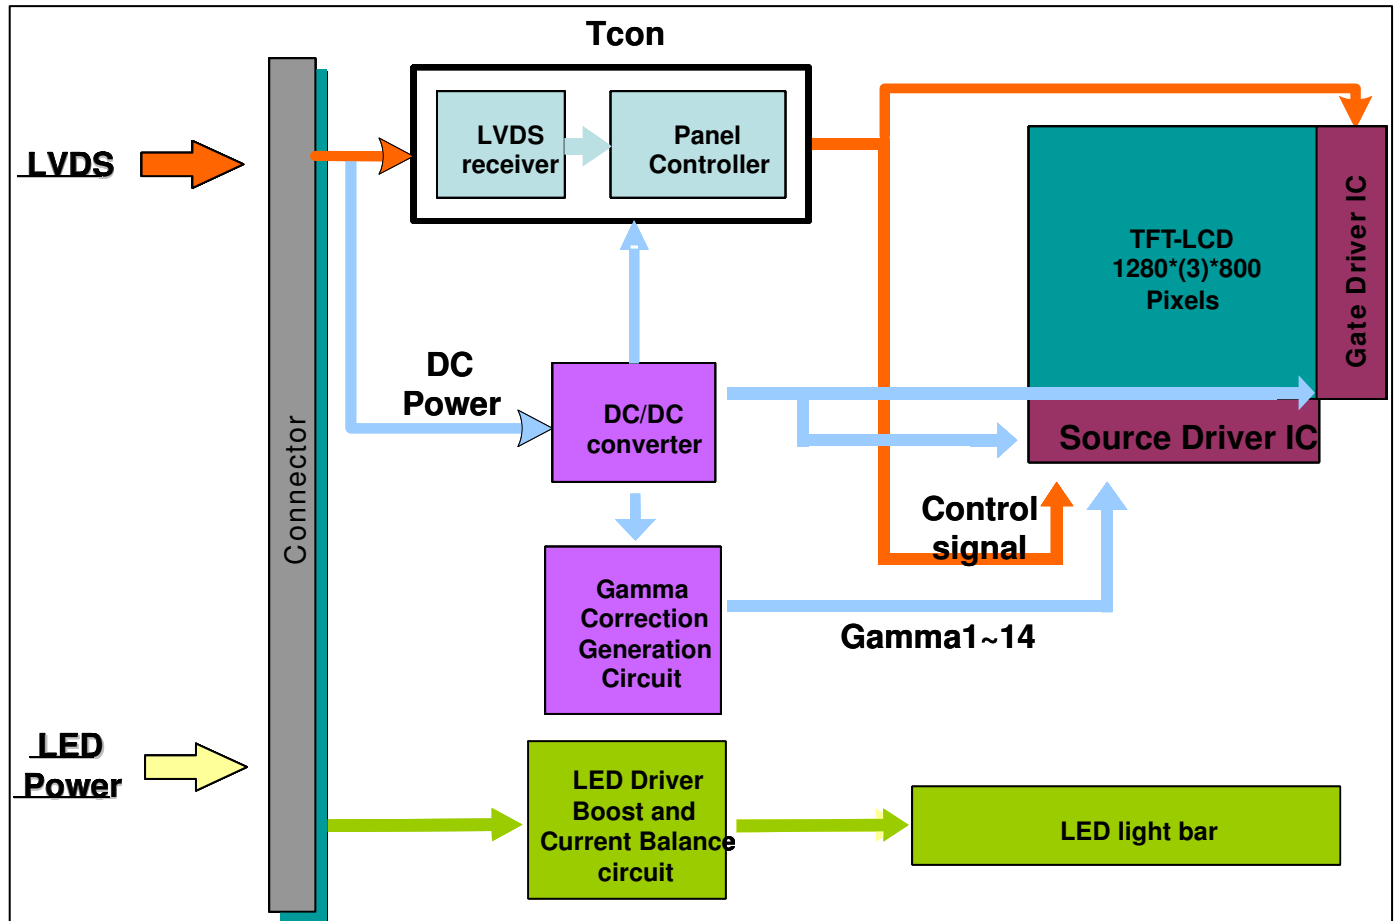 Tcon
LVDS
LVDS
receiver
Panel
Controller
TFT-LCD
1280*(3)*800
Pixels
Gate Driver IC
DC
Power
DC/DC
converter
Source Driver IC
Connector
Control
signal
Gamma
Correction
Generation
Circuit
Gamma1~14
LED
Power
LED Driver
Boost and
Current Balance
circuit
LED light bar